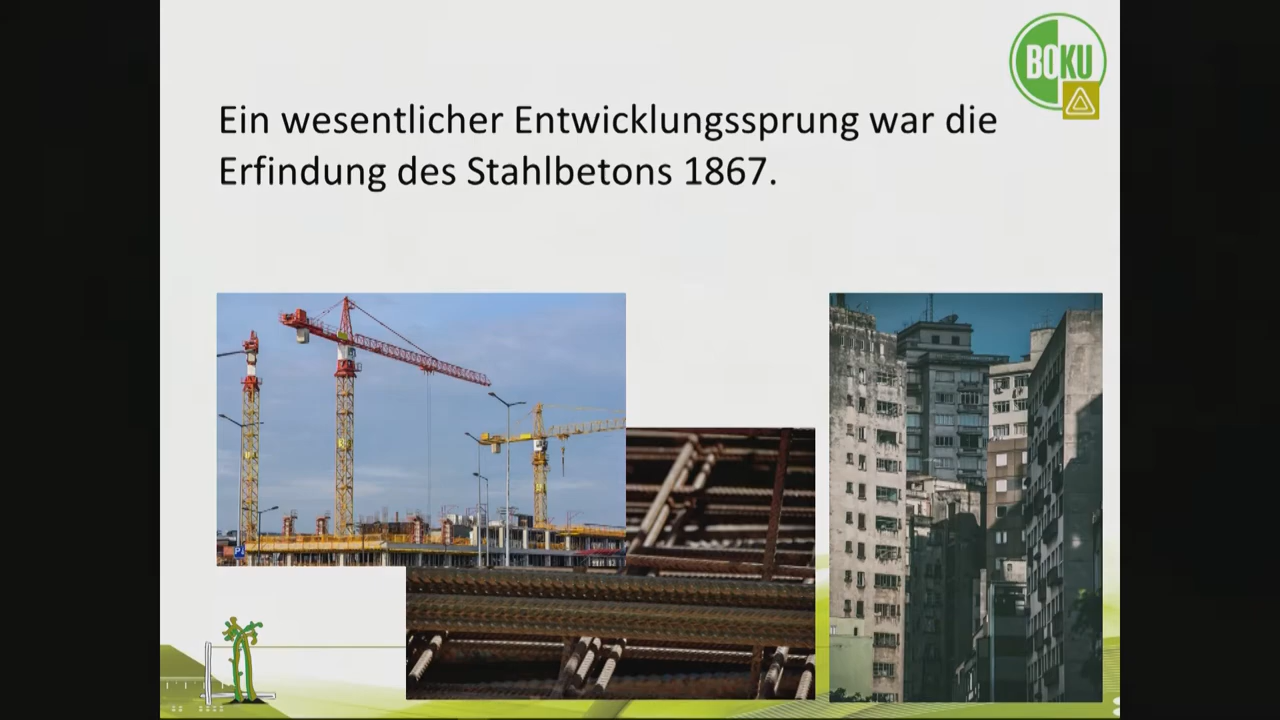 BOKU
Ein wesentlicher Entwicklungssprung war die
Erfindung des Stahlbetons 1867.